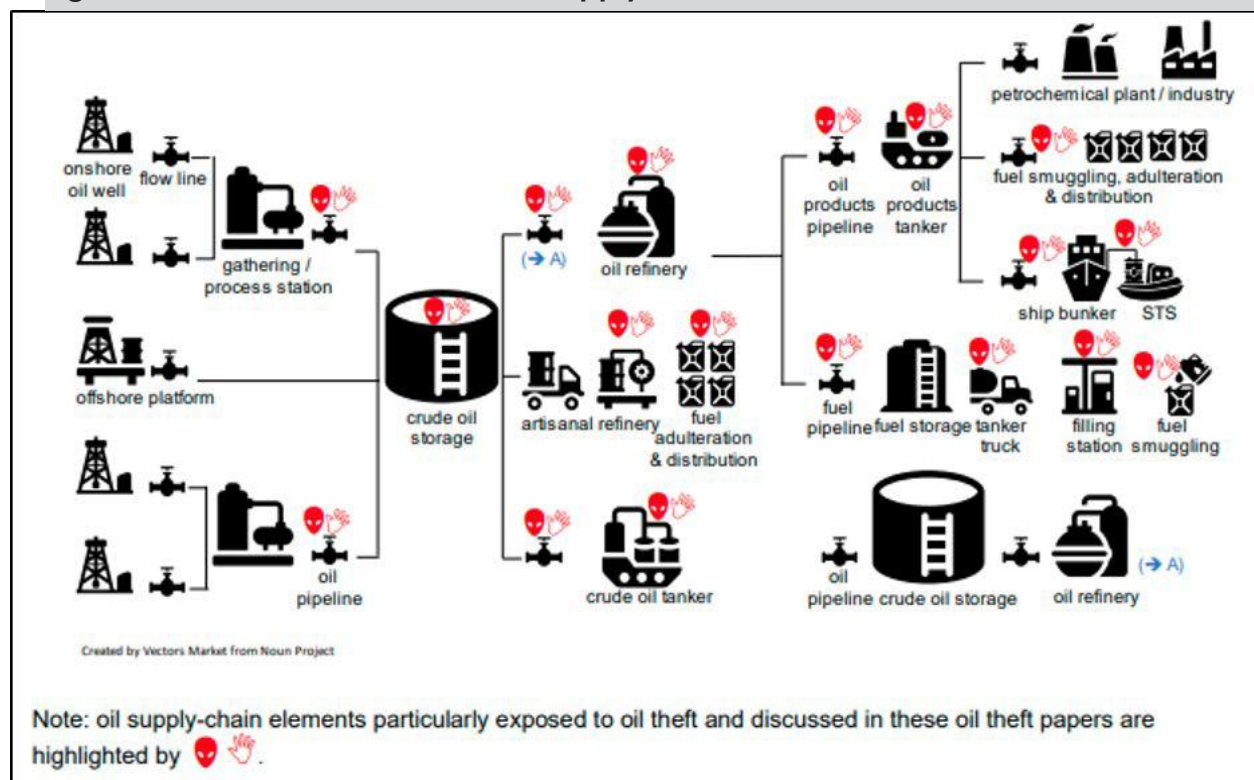 petrochemical plant / industry
onshore
oil well
flow line
oil
products
pipeline
oil
products
tanker
fuel smuggling, adulteration
& distribution
(➔ A)
oil refinery
gathering /
process station
ship bunker
STS
offshore platform
crude oil
storage
artisanal refinery
fuel
adulteration
& distribution
fuel
pipeline
fuel storage
tanker
truck
filling
station
fuel
smuggling
oil
pipeline
crude oil tanker
oil
pipeline
crude oil storage
oil refinery
(➔ A)
Created by Vectors Market from Noun Project
Note: oil supply-chain elements particularly exposed to oil theft and discussed in these oil theft papers are
highlighted by